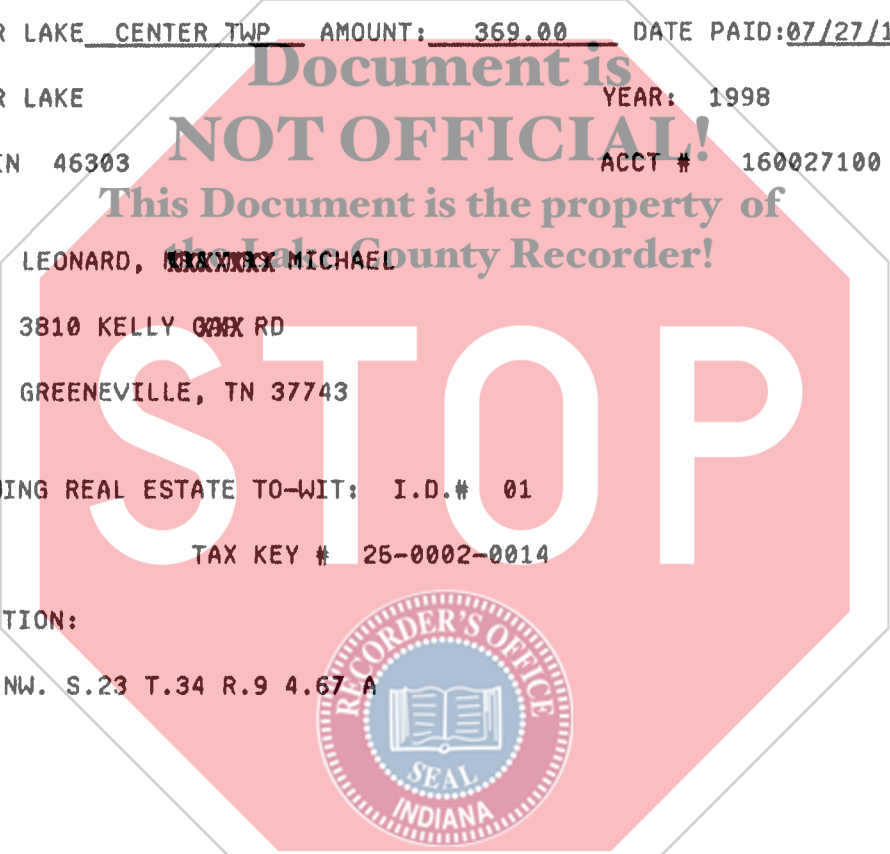 R LAKE CENTER TWP AMOUNT: 369.00 DATE PAID:07/27/1
Document is
R LAKE YEAR: 1998
NOT OFFICIAL!
IN 46303 ACCT # 160027100
This Document is the property of
the Lake County Recorder!
LEONARD, MICHAEL
3810 KELLY RD
GREENEVILLE, TN 37743
STOP
ING REAL ESTATE TO-WIT: I.D.# 01
TAX KEY # 25-0002-0014
TION:
NW. S.23 T.34 R.9 4.67 A
RECORDER'S OFFICE
SEAL
INDIANA